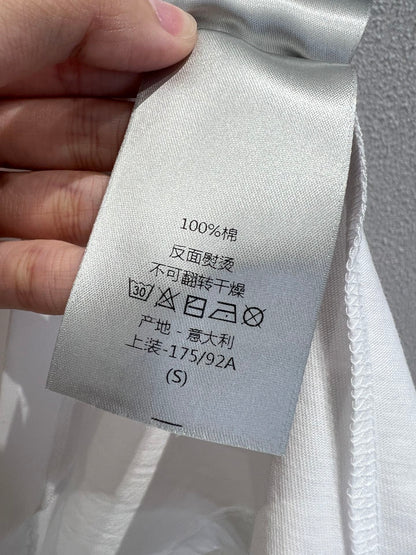 100%棉
反面熨烫
不可翻转干燥
30
产地 - 意大利
上装-175/92A
(S)